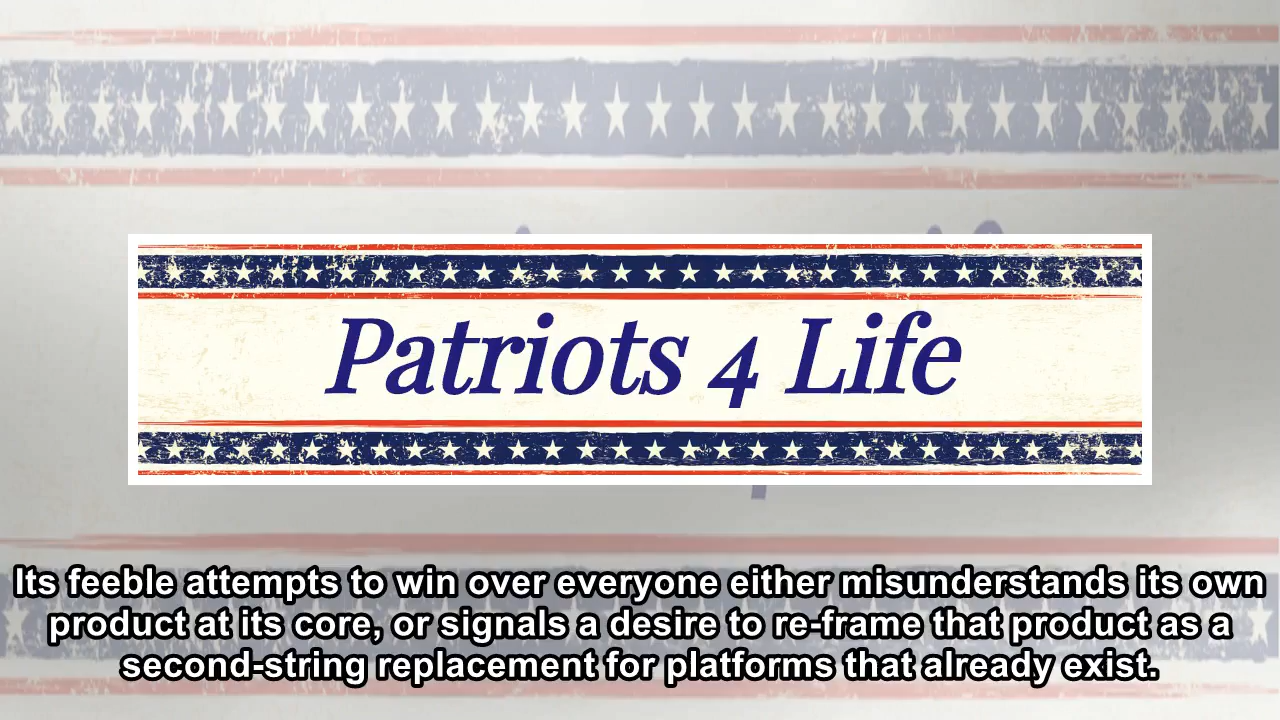 Patriots 4 Life
Its feeble attempts to win over everyone either misunderstands its own
product at its core, or signals a desire to re-frame that product as a
second-string replacement for platforms that already exist.